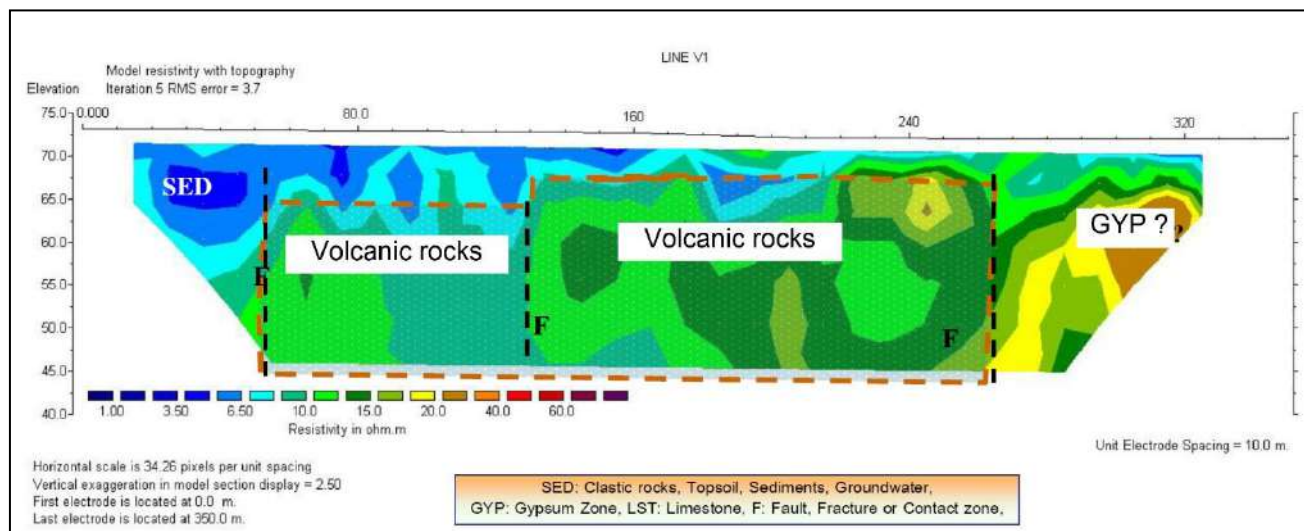 LINE V1
Model resistivity with topography
Elevation Iteration 5 RMS error = 3.7
75.0 0.000 80.0 160 240 320
70.0
SED
65.0
GYP ? ?
60.0
Volcanic rocks Volcanic rocks
55.0
F
50.0
F F
45.0
40.0
1.00 3.50 6.50 10.0 15.0 20.0 40.0 60.0
Resistivity in ohm.m
Unit Electrode Spacing = 10.0 m.
Horizontal scale is 34.26 pixels per unit spacing
Vertical exaggeration in model section display = 2.50
First electrode is located at 0.0 m.
Last electrode is located at 350.0 m.
SED: Clastic rocks, Topsoil, Sediments, Groundwater,
GYP: Gypsum Zone, LST: Limestone, F: Fault, Fracture or Contact zone,